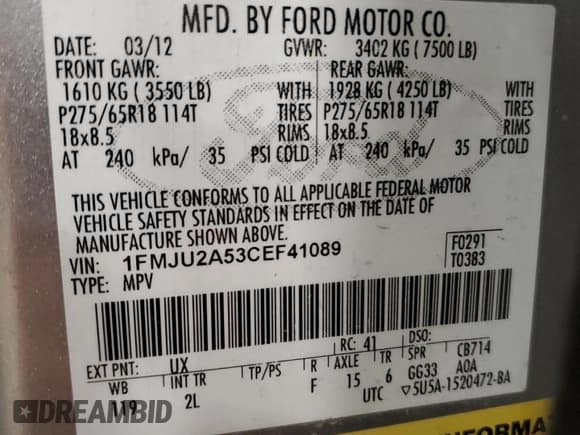 MFD. BY FORD MOTOR CO.
DATE: 03/12 GVWR: 3402 KG ( 7500 LB)
FRONT GAWR: REAR GAWR:
1610 KG ( 3550 LB) WITH 1928 KG ( 4250 LB) WITH
P275/65R18 114T TIRES P275/65R18 114T TIRES
18x8.5 RIMS 18x8.5 RIMS
AT 240 kPa/ 35 PSI COLD AT 240 kPa/ 35 PSI COLD
THIS VEHICLE CONFORMS TO ALL APPLICABLE FEDERAL MOTOR
VEHICLE SAFETY STANDARDS IN EFFECT ON THE DATE OF
MANUFACTURE SHOWN ABOVE.
VIN: 1FMJU2A53CEF41089 F0291
TYPE: MPV T0383
EXT PNT: UX RC: 41 DSO:
WB INT TR TP/PS R AXLE TR SPR CB714
119 2L F 15 6 GG33 AOA
UTC ▽5U5A-1520472-BA
DREAMBID
INFORMAT